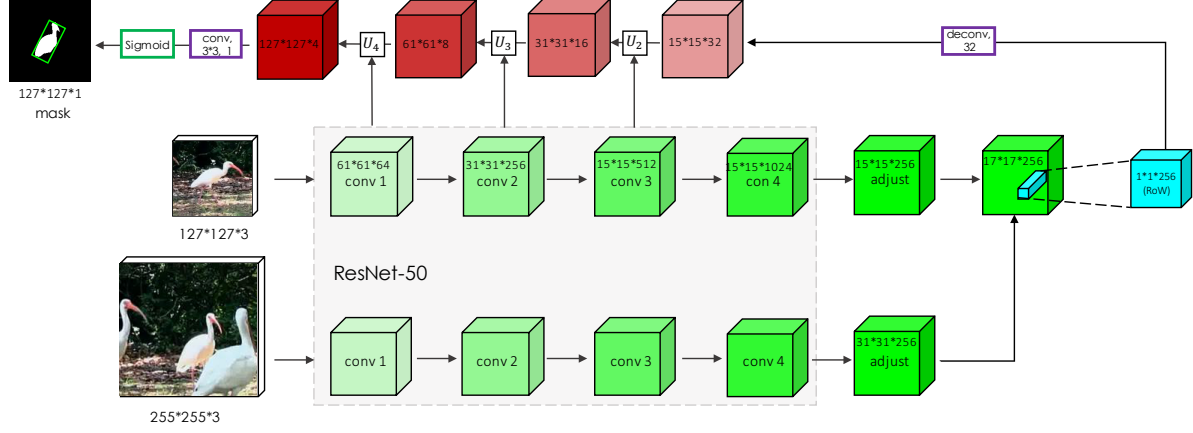 Sigmoid
conv,
3*3, 1
127*127*4
U4
61*61*8
U3
31*31*16
U2
15*15*32
deconv,
32
127*127*1
mask
61*61*64
conv 1
31*31*256
conv 2
15*15*512
conv 3
15*15*1024
con 4
15*15*256
adjust
17*17*256
1*1*256
(RoW)
127*127*3
ResNet-50
conv 1
conv 2
conv 3
conv 4
31*31*256
adjust
255*255*3